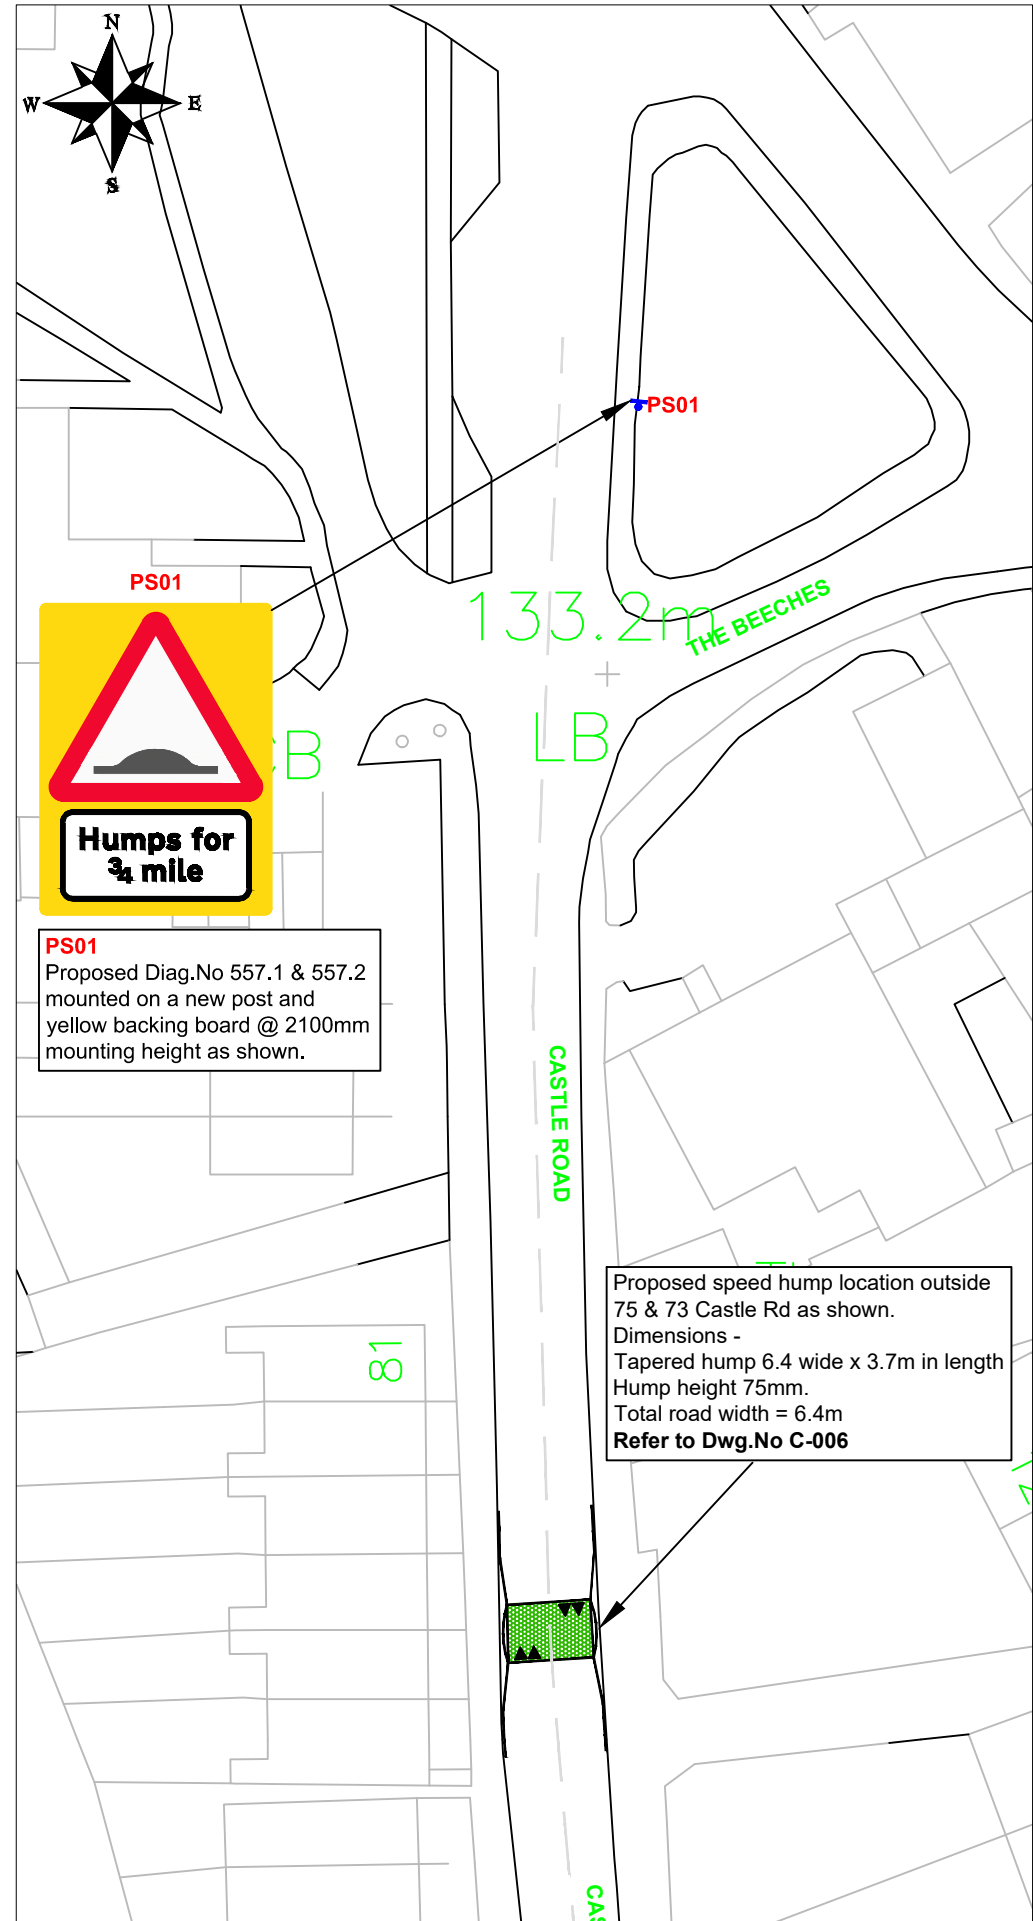 N
W
E
S
PS01
PS01
Humps for
¾ mile
133.2m
THE BEECHES
LB
PS01
Proposed Diag.No 557.1 & 557.2
mounted on a new post and
yellow backing board @ 2100mm
mounting height as shown.
CASTLE ROAD
Proposed speed hump location outside
75 & 73 Castle Rd as shown.
Dimensions -
Tapered hump 6.4 wide x 3.7m in length
Hump height 75mm.
Total road width = 6.4m
Refer to Dwg.No C-006
81